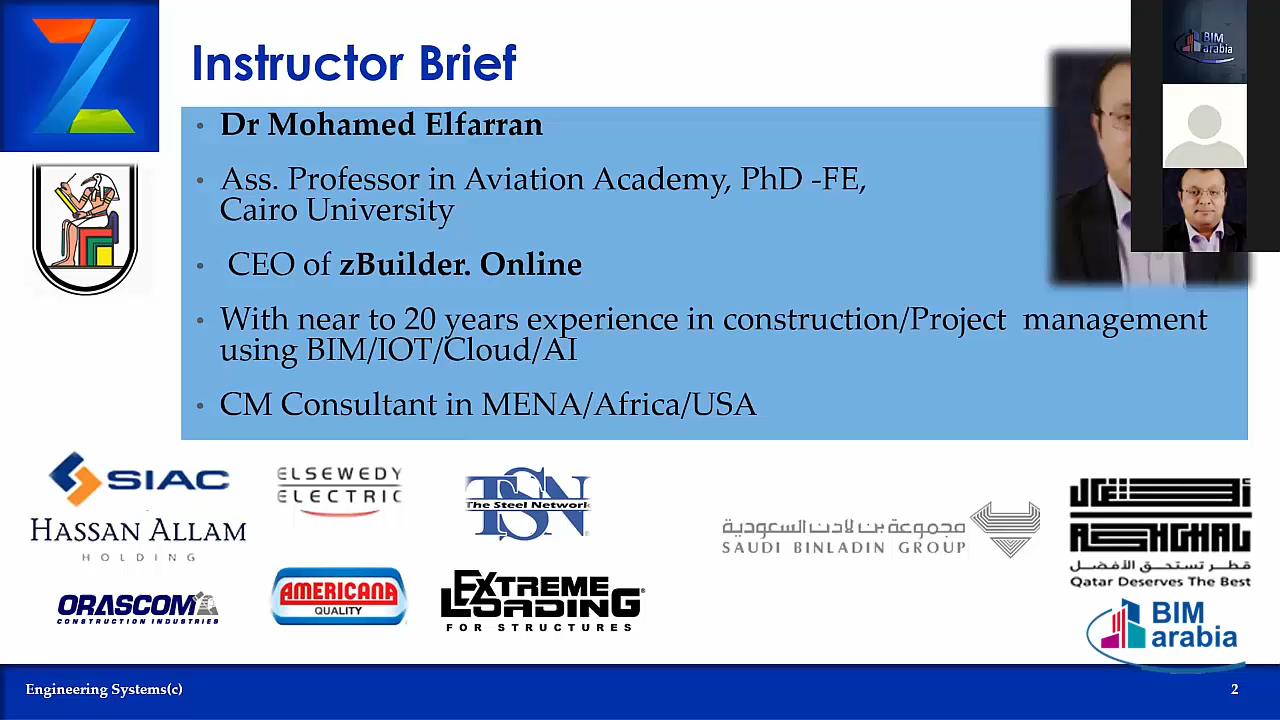 Instructor Brief
BIM
arabia
• Dr Mohamed Elfarran
• Ass. Professor in Aviation Academy, PhD -FE,
Cairo University
• CEO of zBuilder. Online
• With near to 20 years experience in construction/Project management
using BIM/IOT/Cloud/AI
• CM Consultant in MENA/Africa/USA
SIAC
HASSAN ALLAM
HOLDING
ORASCOM
CONSTRUCTION INDUSTRIES
ELSEWEDY
ELECTRIC
AMERICANA
QUALITY
TSN
The Steel Network
EXTREME
LOADING®
FOR STRUCTURES
مجموعة بن لادن السعودية
SAUDI BINLADIN GROUP
أشغال
ASHGHAL
قطر تستحق الأفضل
Qatar Deserves The Best
BIM
arabia
Engineering Systems(c)
2